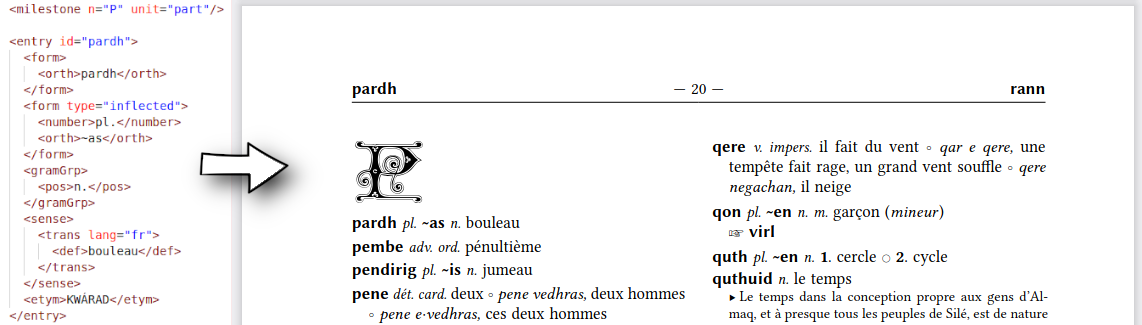 <milestone n="P" unit="part"/>
<entry id="pardh">
<form>
<orth>pardh</orth>
</form>
<form type="inflected">
<number>pl.</number>
<orth>~as</orth>
</form>
<gramGrp>
<pos>n.</pos>
</gramGrp>
<sense>
<trans lang="fr">
<def>bouleau</def>
</trans>
</sense>
<etym>KWÁRAD</etym>
</entry>
pardh — 20 — rann
P
pardh pl. ~as n. bouleau
pembe adv. ord. pénultième
pendirig pl. ~is n. jumeau
pene dét. card. deux ◦ pene vedhras, deux hommes
◦ pene e·vedhras, ces deux hommes
qere v. impers. il fait du vent ◦ qar e qere, une
tempête fait rage, un grand vent souffle ◦ qere
negachan, il neige
qon pl. ~en n. m. garçon (mineur)
☞ virl
quth pl. ~en n. 1. cercle ○ 2. cycle
quthuid n. le temps
▸ Le temps dans la conception propre aux gens d'Al-
maq, et à presque tous les peuples de Silé, est de nature